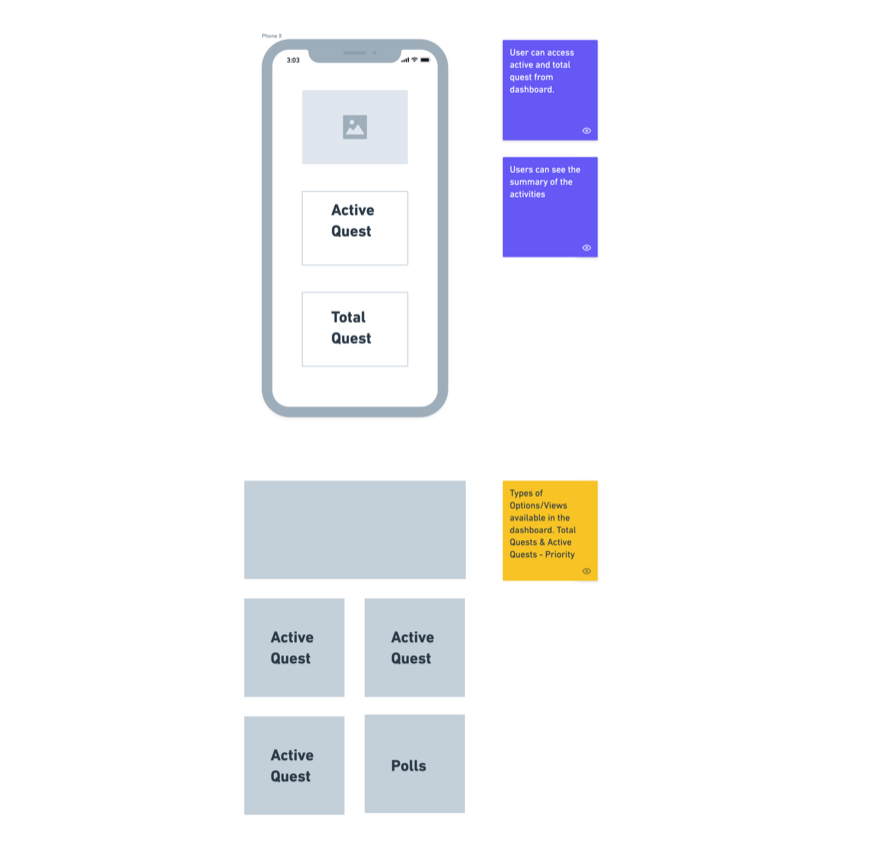 Phone X
3:03
Active
Quest
Total
Quest
User can access
active and total
quest from
dashboard.
Users can see the
summary of the
activities
Types of
Options/Views
available in the
dashboard. Total
Quests & Active
Quests - Priority
Active
Quest
Active
Quest
Active
Quest
Polls